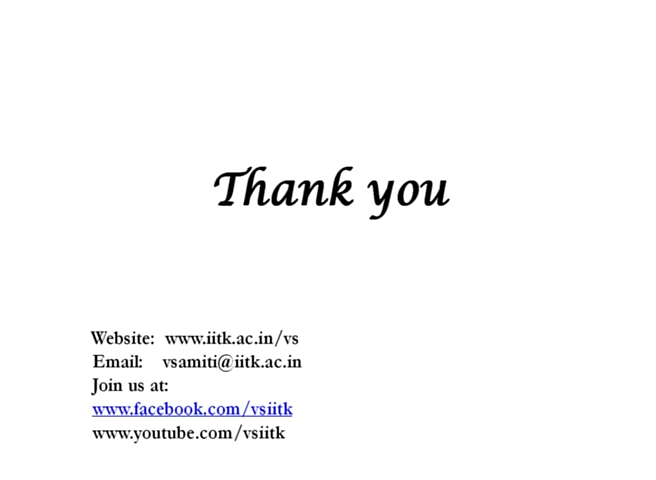 Thank you
Website: www.iitk.ac.in/vs
Email: vsamiti@iitk.ac.in
Join us at:
www.facebook.com/vsiitk
www.youtube.com/vsiitk